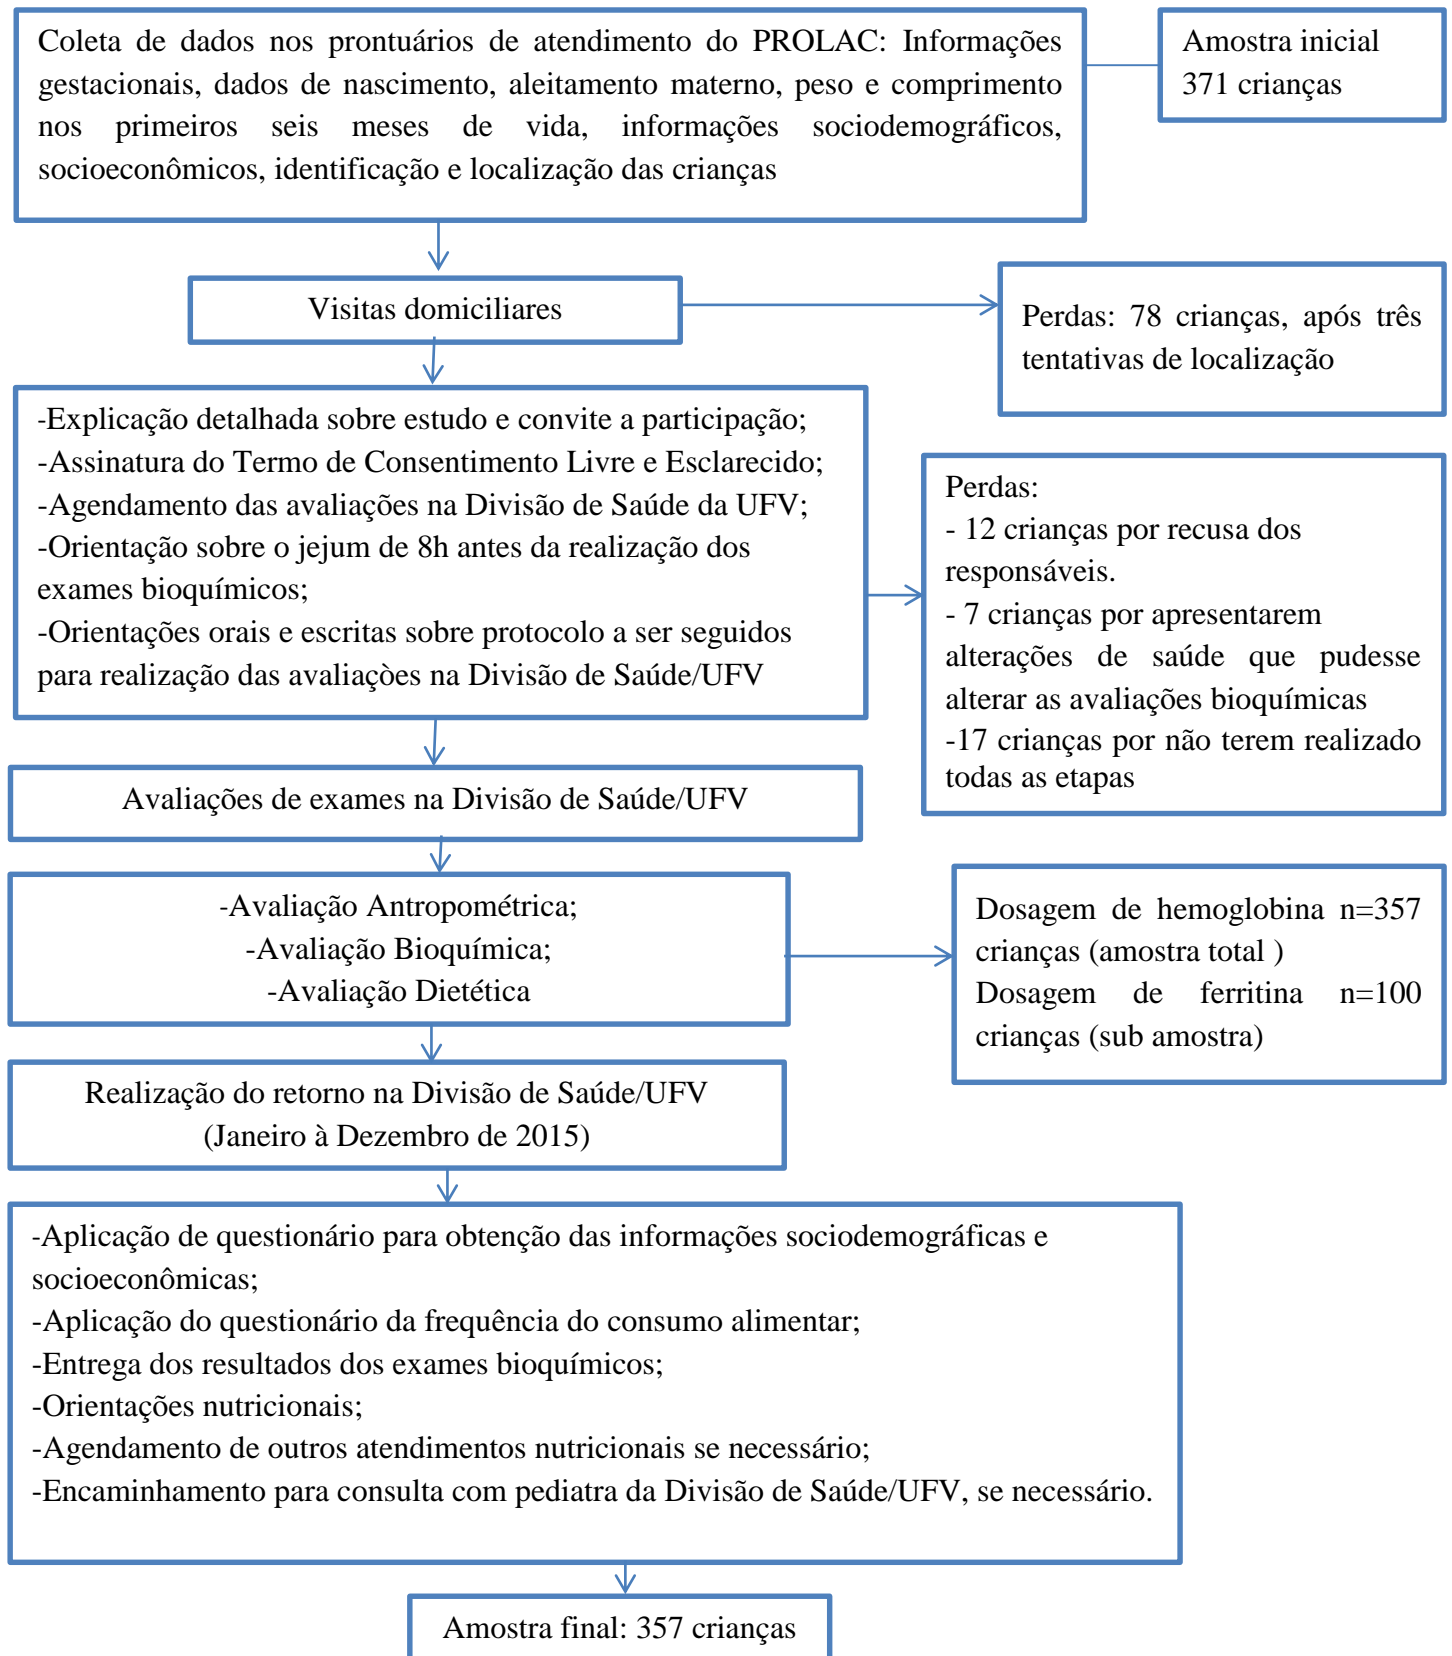 Coleta de dados nos prontuários de atendimento do PROLAC: Informações
gestacionais, dados de nascimento, aleitamento materno, peso e comprimento
nos primeiros seis meses de vida, informações sociodemográficos,
socioeconômicos, identificação e localização das crianças
Amostra inicial
371 crianças
Visitas domiciliares
Perdas: 78 crianças, após três
tentativas de localização
-Explicação detalhada sobre estudo e convite a participação;
-Assinatura do Termo de Consentimento Livre e Esclarecido;
-Agendamento das avaliações na Divisão de Saúde da UFV;
-Orientação sobre o jejum de 8h antes da realização dos
exames bioquímicos;
-Orientações orais e escritas sobre protocolo a ser seguidos
para realização das avaliaçòes na Divisão de Saúde/UFV
Perdas:
- 12 crianças por recusa dos
responsáveis.
- 7 crianças por apresentarem
alterações de saúde que pudesse
alterar as avaliações bioquímicas
-17 crianças por não terem realizado
todas as etapas
Avaliações de exames na Divisão de Saúde/UFV
-Avaliação Antropométrica;
-Avaliação Bioquímica;
-Avaliação Dietética
Dosagem de hemoglobina n=357
crianças (amostra total )
Dosagem de ferritina n=100
crianças (sub amostra)
Realização do retorno na Divisão de Saúde/UFV
(Janeiro à Dezembro de 2015)
-Aplicação de questionário para obtenção das informações sociodemográficas e
socioeconômicas;
-Aplicação do questionário da frequência do consumo alimentar;
-Entrega dos resultados dos exames bioquímicos;
-Orientações nutricionais;
-Agendamento de outros atendimentos nutricionais se necessário;
-Encaminhamento para consulta com pediatra da Divisão de Saúde/UFV, se necessário.
Amostra final: 357 crianças